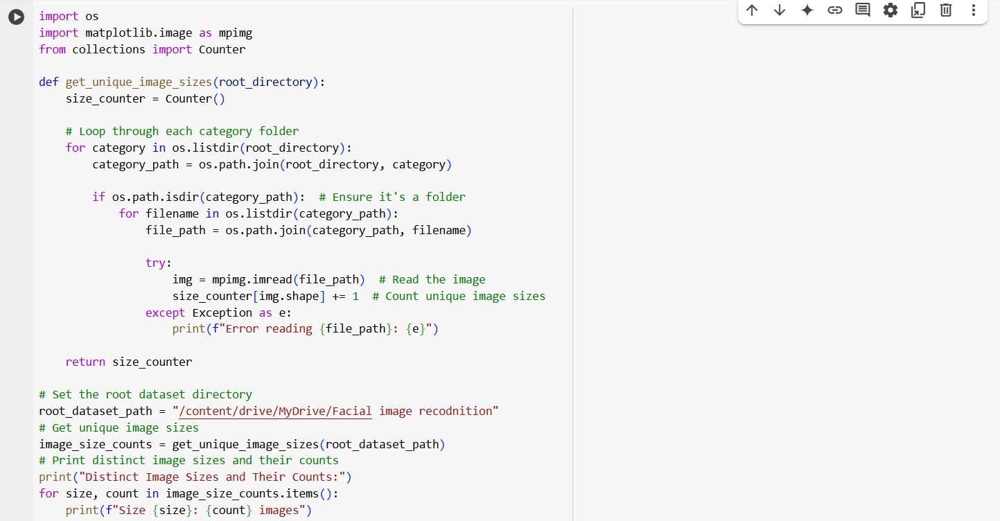 import os
import matplotlib.image as mpimg
from collections import Counter

def get_unique_image_sizes(root_directory):
    size_counter = Counter()

    # Loop through each category folder
    for category in os.listdir(root_directory):
        category_path = os.path.join(root_directory, category)

        if os.path.isdir(category_path):  # Ensure it's a folder
            for filename in os.listdir(category_path):
                file_path = os.path.join(category_path, filename)

                try:
                    img = mpimg.imread(file_path)  # Read the image
                    size_counter[img.shape] += 1  # Count unique image sizes
                except Exception as e:
                    print(f"Error reading {file_path}: {e}")

    return size_counter

# Set the root dataset directory
root_dataset_path = "/content/drive/MyDrive/Facial image recodnition"
# Get unique image sizes
image_size_counts = get_unique_image_sizes(root_dataset_path)
# Print distinct image sizes and their counts
print("Distinct Image Sizes and Their Counts:")
for size, count in image_size_counts.items():
    print(f"Size {size}: {count} images")